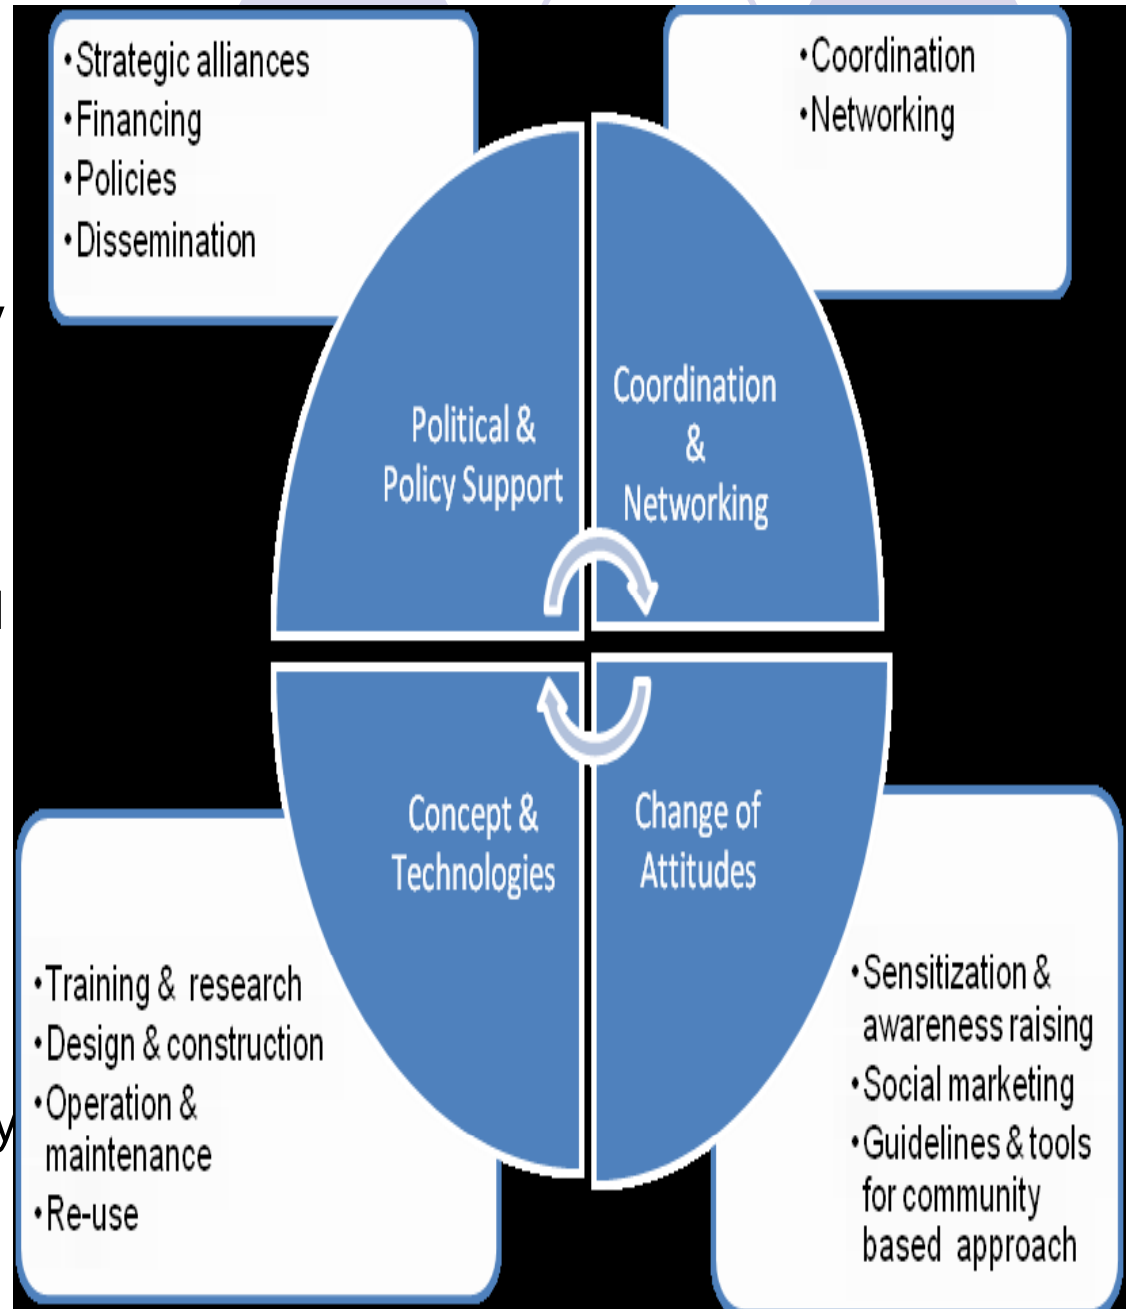 •Strategic alliances
•Financing
•Policies
•Dissemination
•Coordination
•Networking
Political &
Policy Support
Coordination
&
Networking
Concept &
Technologies
Change of
Attitudes
•Training & research
•Design & construction
•Operation &
maintenance
•Re-use
•Sensitization &
awareness raising
•Social marketing
•Guidelines & tools
for community
based approach